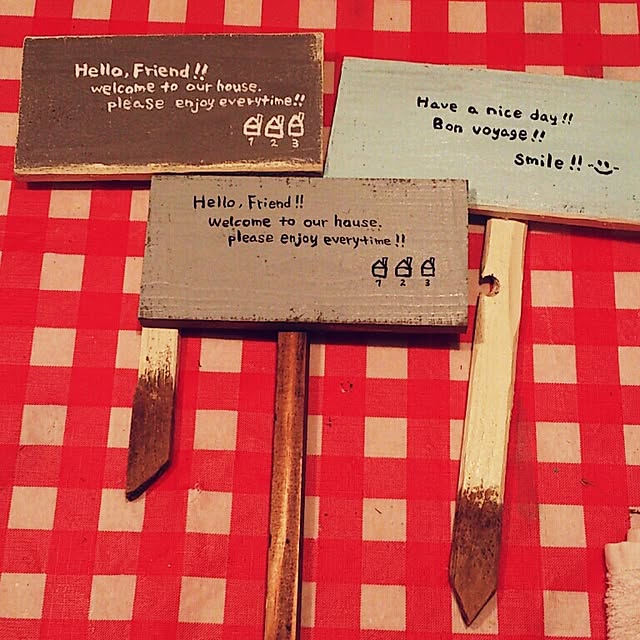 Hello, Friend!!
welcome to our house.
please enjoy everytime!!
1 2 3
Have a nice day!!
Bon voyage!!
Smile!!
Hello, Friend!!
welcome to our house.
please enjoy everytime!!
1 2 3